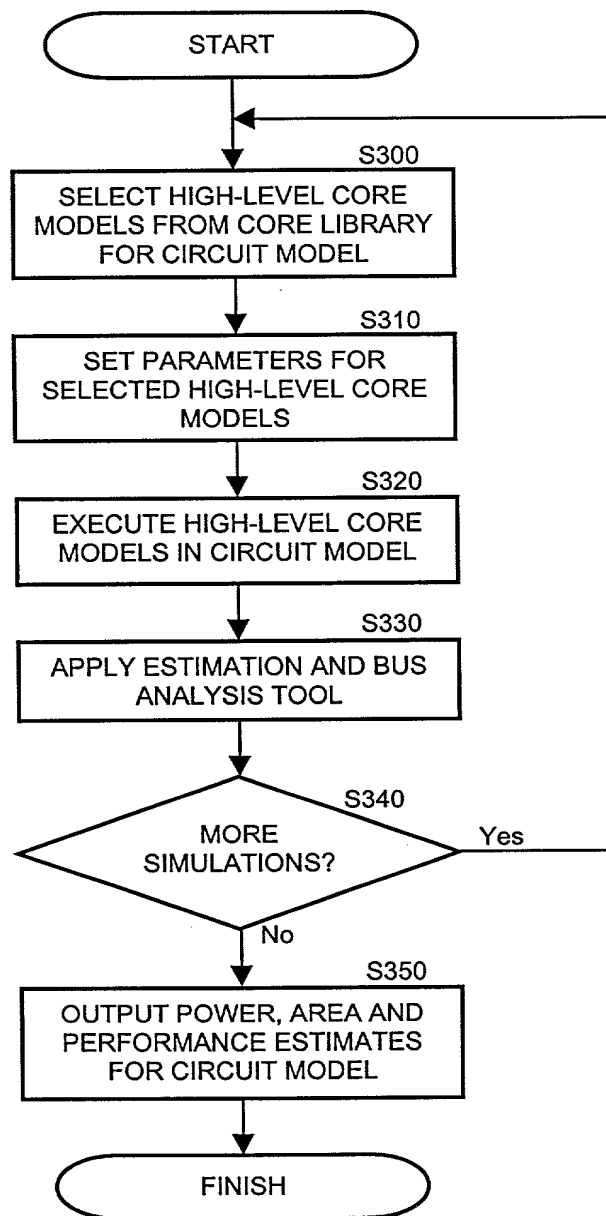 START
S300
SELECT HIGH-LEVEL CORE
MODELS FROM CORE LIBRARY
FOR CIRCUIT MODEL
S310
SET PARAMETERS FOR
SELECTED HIGH-LEVEL CORE
MODELS
S320
EXECUTE HIGH-LEVEL CORE
MODELS IN CIRCUIT MODEL
S330
APPLY ESTIMATION AND BUS
ANALYSIS TOOL
S340
MORE
SIMULATIONS?
Yes
No
S350
OUTPUT POWER, AREA AND
PERFORMANCE ESTIMATES
FOR CIRCUIT MODEL
FINISH